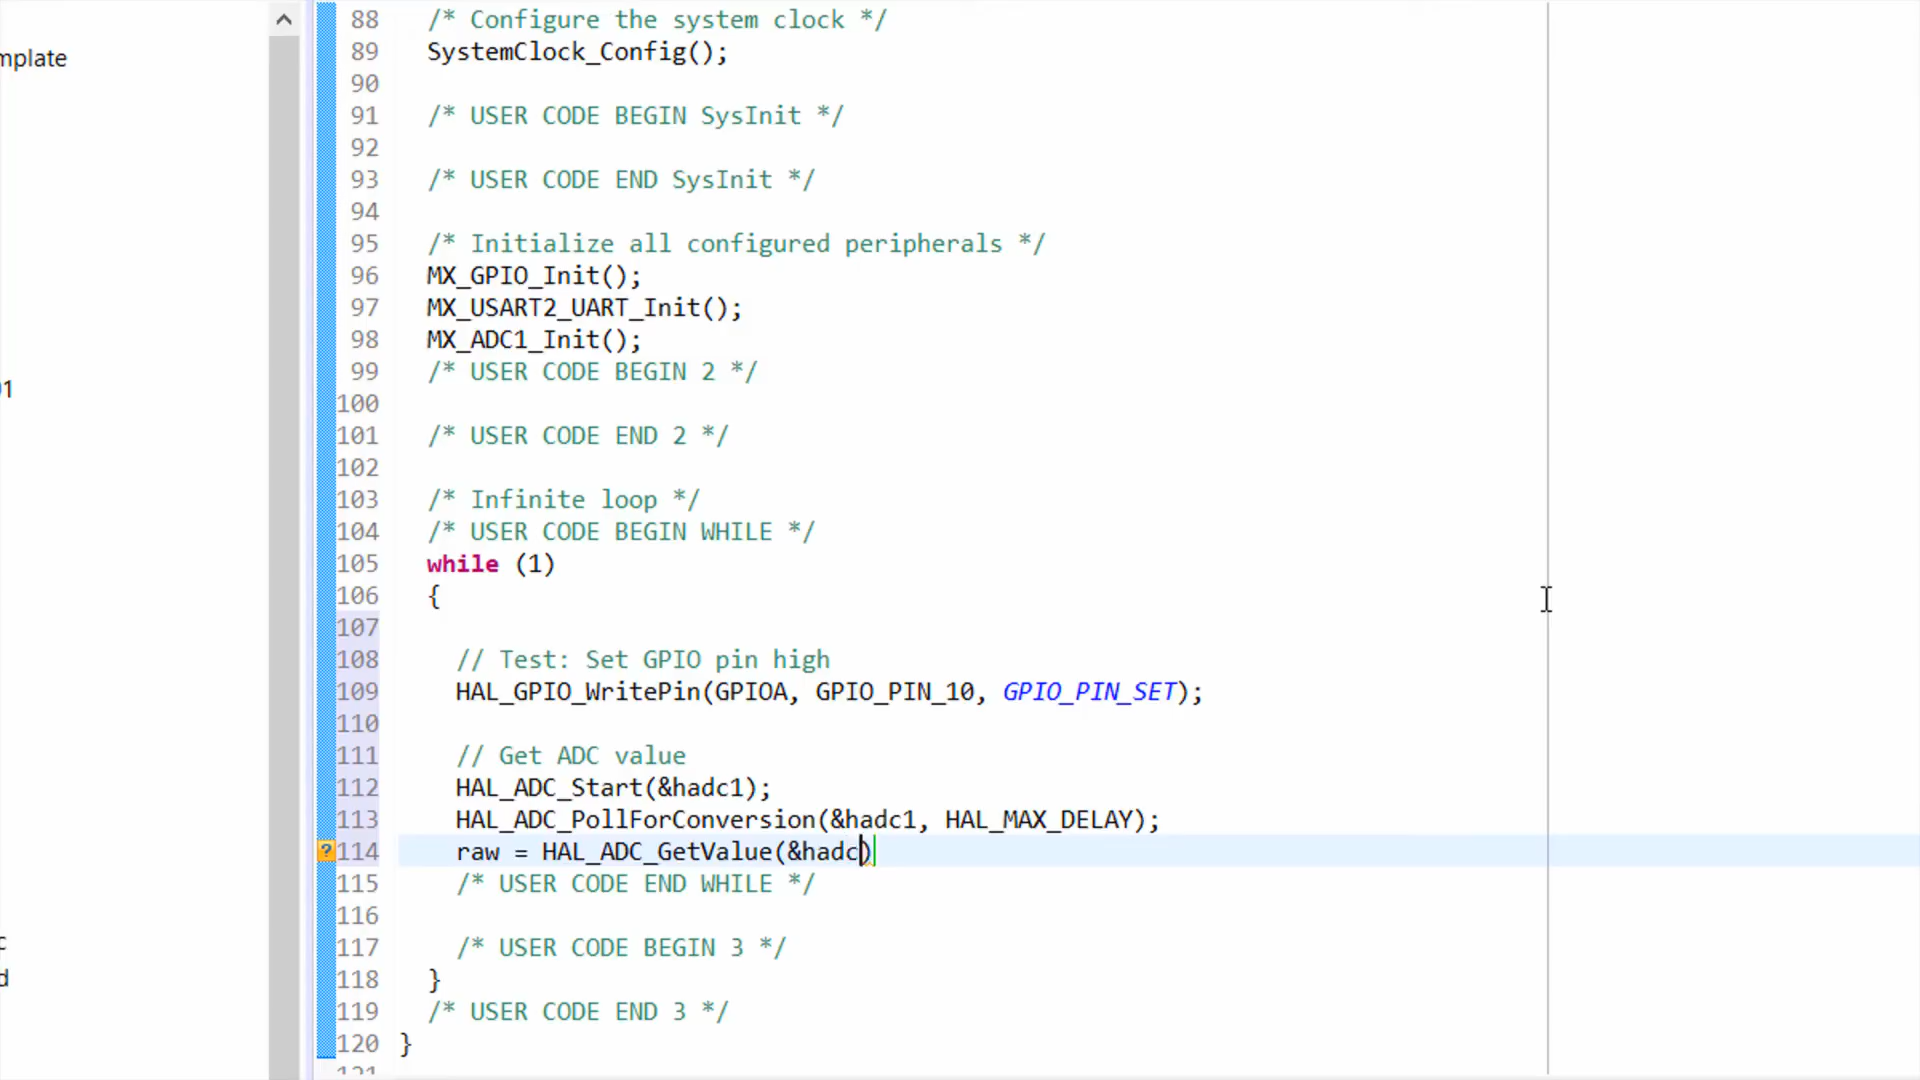 mplate
01
c
d
88 /* Configure the system clock */
89 SystemClock_Config();
90
91 /* USER CODE BEGIN SysInit */
92
93 /* USER CODE END SysInit */
94
95 /* Initialize all configured peripherals */
96 MX_GPIO_Init();
97 MX_USART2_UART_Init();
98 MX_ADC1_Init();
99 /* USER CODE BEGIN 2 */
100
101 /* USER CODE END 2 */
102
103 /* Infinite loop */
104 /* USER CODE BEGIN WHILE */
105 while (1)
106 {
107
108 // Test: Set GPIO pin high
109 HAL_GPIO_WritePin(GPIOA, GPIO_PIN_10, GPIO_PIN_SET);
110
111 // Get ADC value
112 HAL_ADC_Start(&hadc1);
113 HAL_ADC_PollForConversion(&hadc1, HAL_MAX_DELAY);
? 114 raw = HAL_ADC_GetValue(&hadc)
115 /* USER CODE END WHILE */
116
117 /* USER CODE BEGIN 3 */
118 }
119 /* USER CODE END 3 */
120 }
121